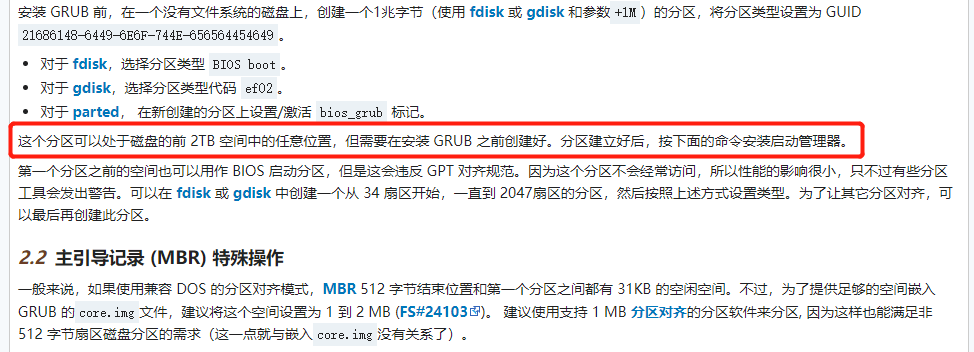 安装 GRUB 前，在一个没有文件系统的磁盘上，创建一个1兆字节（使用 fdisk 或 gdisk 和参数 +1M ）的分区，将分区类型设置为 GUID
21686148-6449-6E6F-744E-656564454649 。
• 对于 fdisk，选择分区类型 BIOS boot 。
• 对于 gdisk，选择分区类型代码 ef02 。
• 对于 parted， 在新创建的分区上设置/激活 bios_grub 标记。
这个分区可以处于磁盘的前 2TB 空间中的任意位置，但需要在安装 GRUB 之前创建好。分区建立好后，按下面的命令安装启动管理器。
第一个分区之前的空间也可以用作 BIOS 启动分区，但是这会违反 GPT 对齐规范。因为这个分区不会经常访问，所以性能的影响很小，只不过有些分区
工具会发出警告。可以在 fdisk 或 gdisk 中创建一个从 34 扇区开始，一直到 2047扇区的分区，然后按照上述方式设置类型。为了让其它分区对齐，可
以最后再创建此分区。
2.2 主引导记录 (MBR) 特殊操作
一般来说，如果使用兼容 DOS 的分区对齐模式，MBR 512 字节结束位置和第一个分区之间都有 31KB 的空闲空间。不过，为了提供足够的空间嵌入
GRUB 的 core.img 文件，建议将这个空间设置为 1 到 2 MB (FS#24103)。 建议使用支持 1 MB 分区对齐的分区软件来分区, 因为这样也能满足非
512 字节扇区磁盘分区的需求（这一点就与嵌入 core.img 没有关系了）。